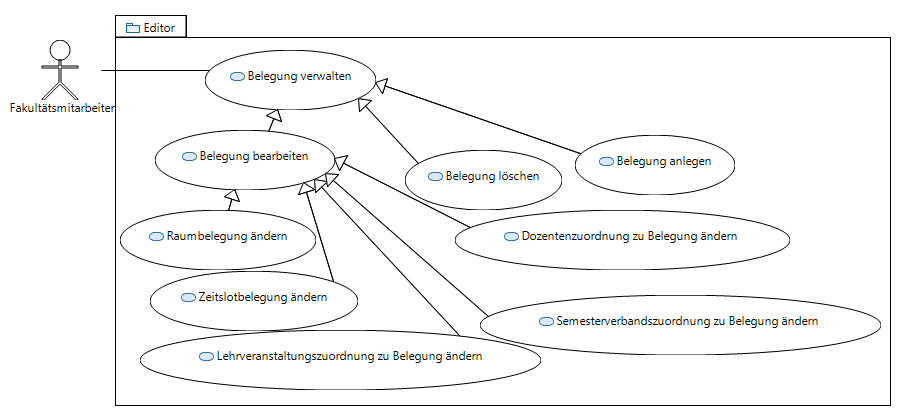 Editor
Fakultätsmitarbeiter
Belegung verwalten
Belegung bearbeiten
Belegung löschen
Belegung anlegen
Raumbelegung ändern
Dozentenzuordnung zu Belegung ändern
Zeitslotbelegung ändern
Semesterverbandszuordnung zu Belegung ändern
Lehrveranstaltungszuordnung zu Belegung ändern